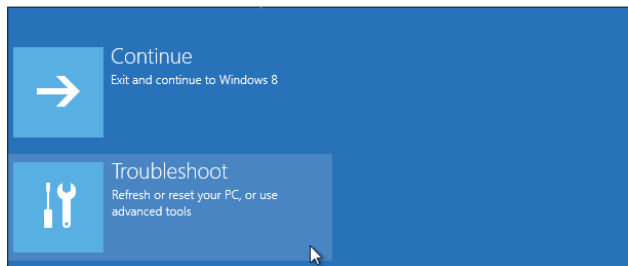 Continue
Exit and continue to Windows 8
Troubleshoot
Refresh or reset your PC, or use
advanced tools